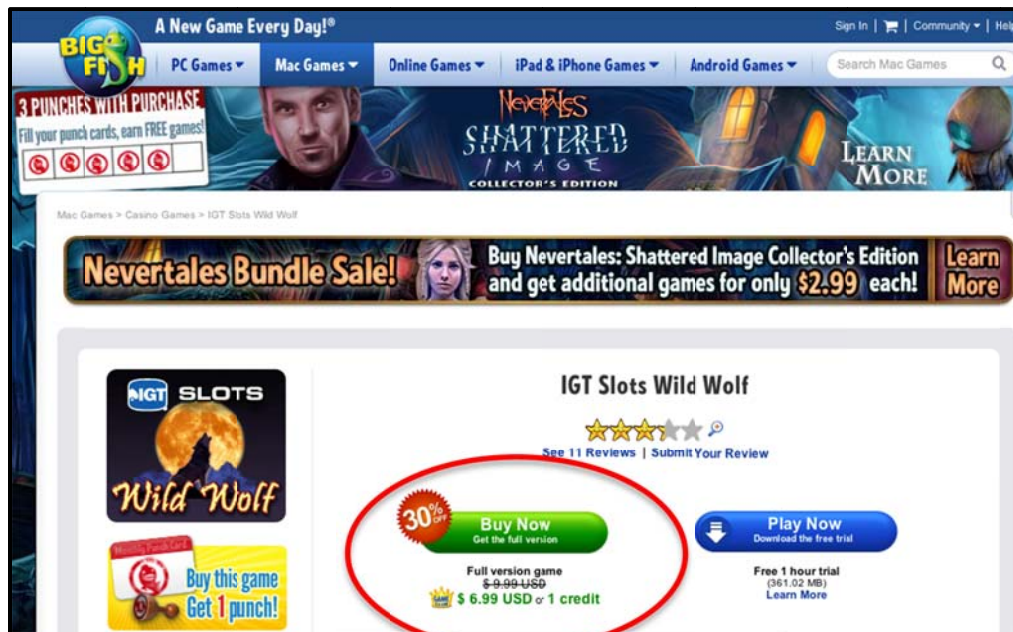 A New Game Every Day!®
Sign In | | Community | Help
BIG FISH
PC Games
Mac Games
Online Games
iPad & iPhone Games
Android Games
Search Mac Games
3 PUNCHES WITH PURCHASE
Fill your punch cards, earn FREE games!
NEVERTALES
SHATTERED
IMAGE
COLLECTOR'S EDITION
LEARN
MORE
Mac Games > Casino Games > IGT Slots Wild Wolf
Nevertales Bundle Sale!
Buy Nevertales: Shattered Image Collector's Edition
and get additional games for only $2.99 each!
Learn
More
IGT SLOTS
Wild Wolf
IGT Slots Wild Wolf
See 11 Reviews | Submit Your Review
30% OFF
Buy Now
Get the full version
Full version game
$ 9.99 USD
GAME CLUB
$ 6.99 USD or 1 credit
Play Now
Download the free trial
Free 1 hour trial
(361.02 MB)
Learn More
Monthly Punch Card
Buy this game
Get 1 punch!